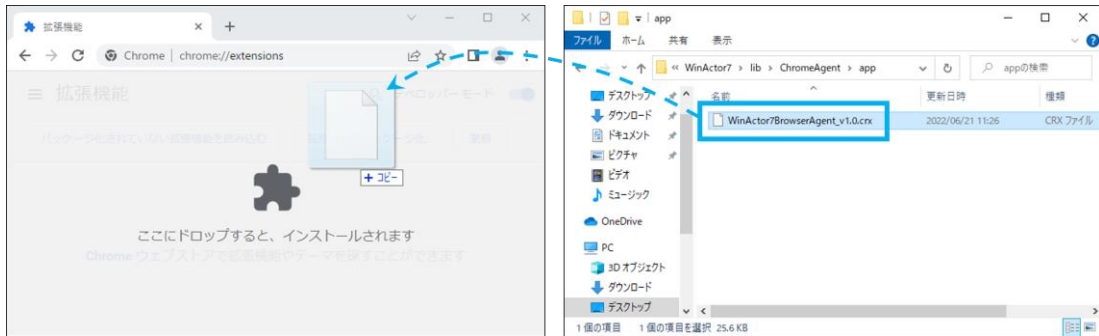 拡張機能
Chrome | chrome://extensions
拡張機能
デベロッパー モード
パッケージ化されていない拡張機能を読み込む
更新
コピー
ここにドロップすると、インストールされます
Chrome ウェブストアで拡張機能やテーマを探すことができます
app
ファイル ホーム 共有 表示
« WinActor7 › lib › ChromeAgent › app
appの検索
名前 更新日時 種類
WinActor7BrowserAgent_v1.0.crx 2022/06/21 11:26 CRX ファイル
デスクトップ
ダウンロード
ドキュメント
ピクチャ
ビデオ
ミュージック
OneDrive
PC
3D オブジェクト
ダウンロード
デスクトップ
1 個の項目 1 個の項目を選択 25.6 KB